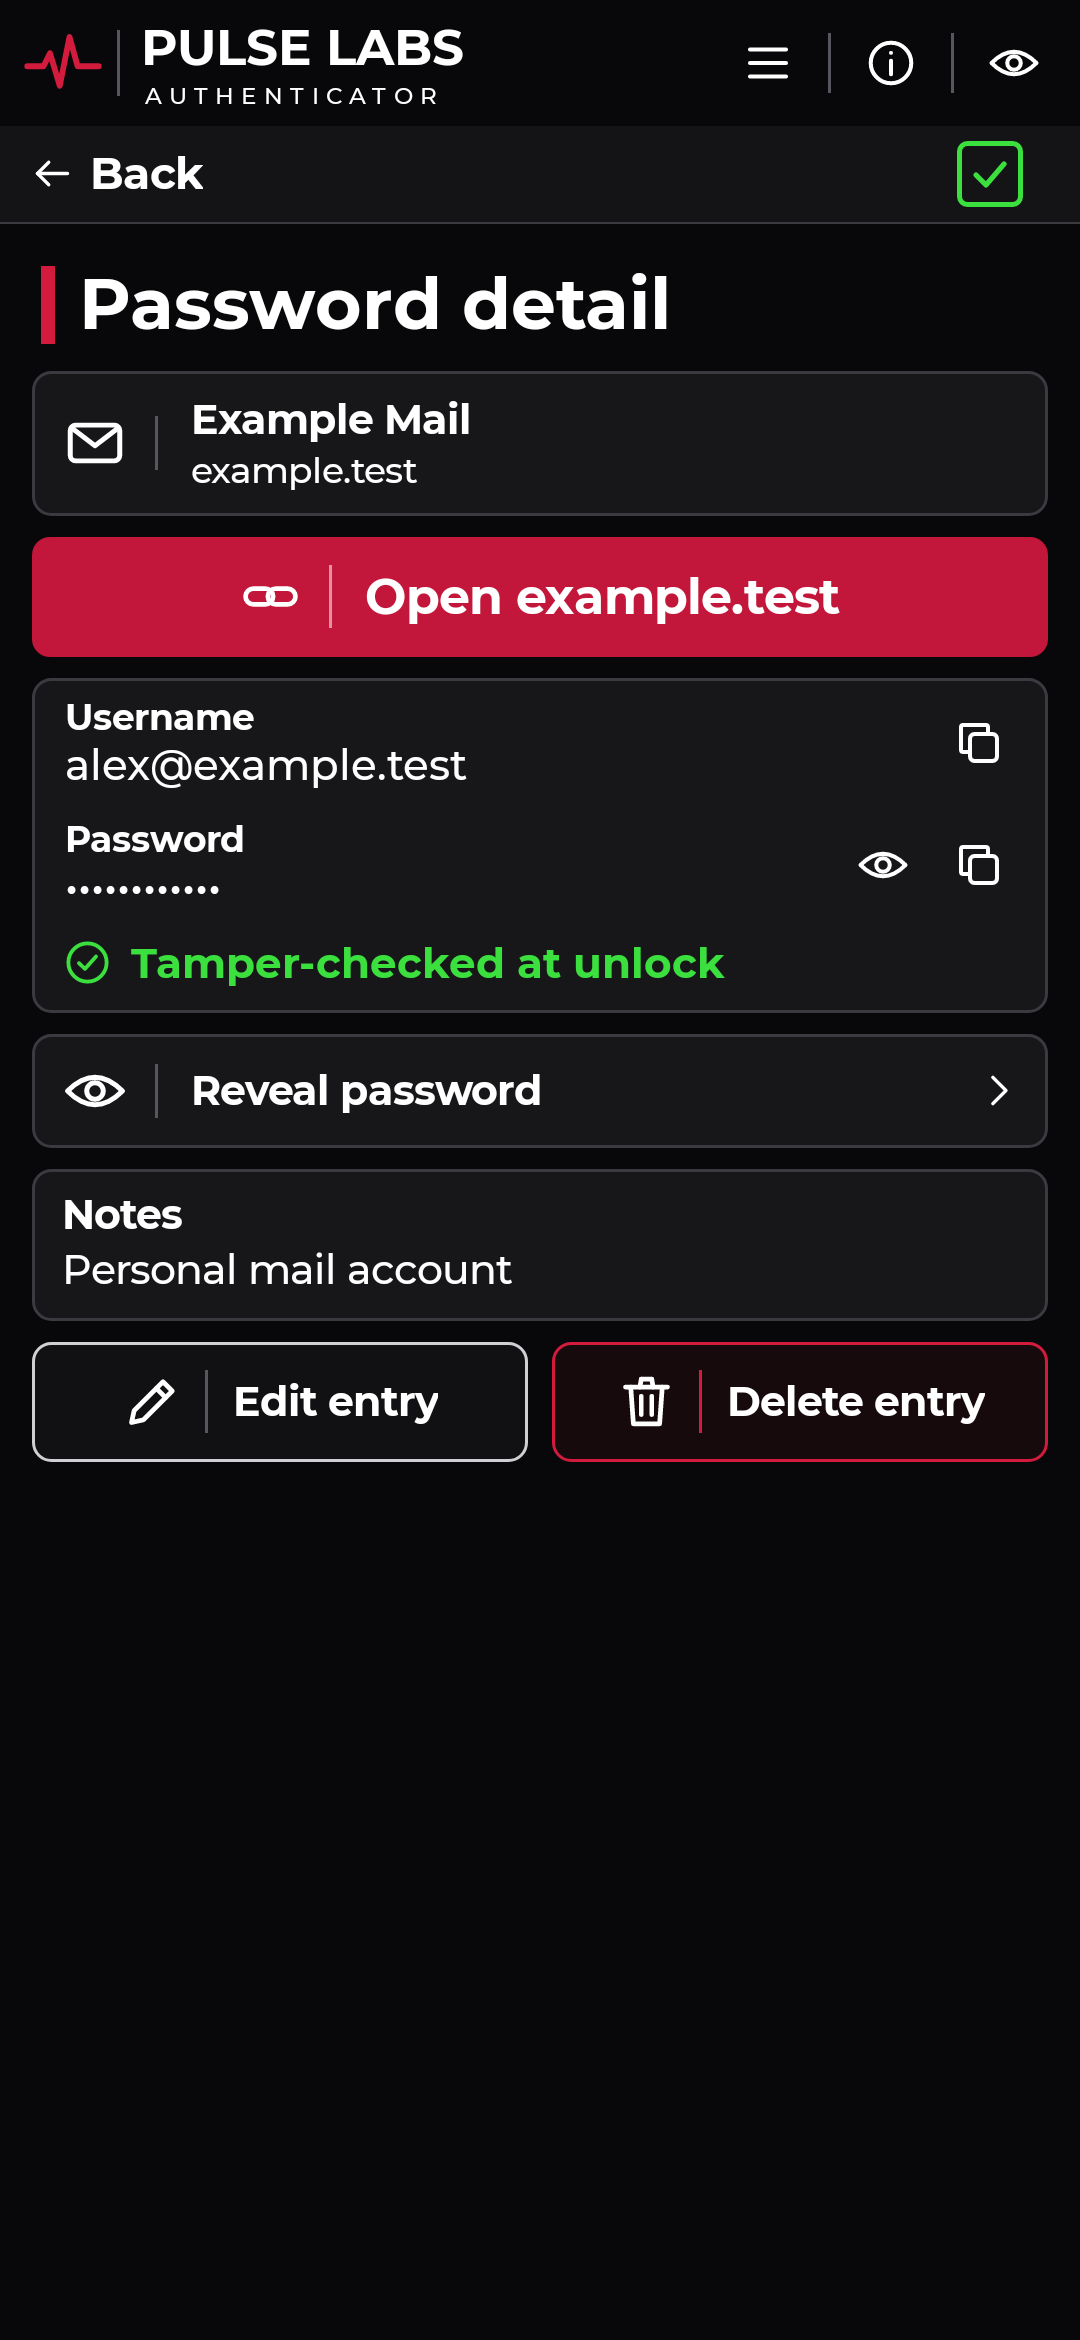 PULSE LABS
AUTHENTICATOR
Back
Password detail
Example Mail
example.test
Open example.test
Username
alex@example.test
Password
••••••••••••
Tamper-checked at unlock
Reveal password
Notes
Personal mail account
Edit entry
Delete entry